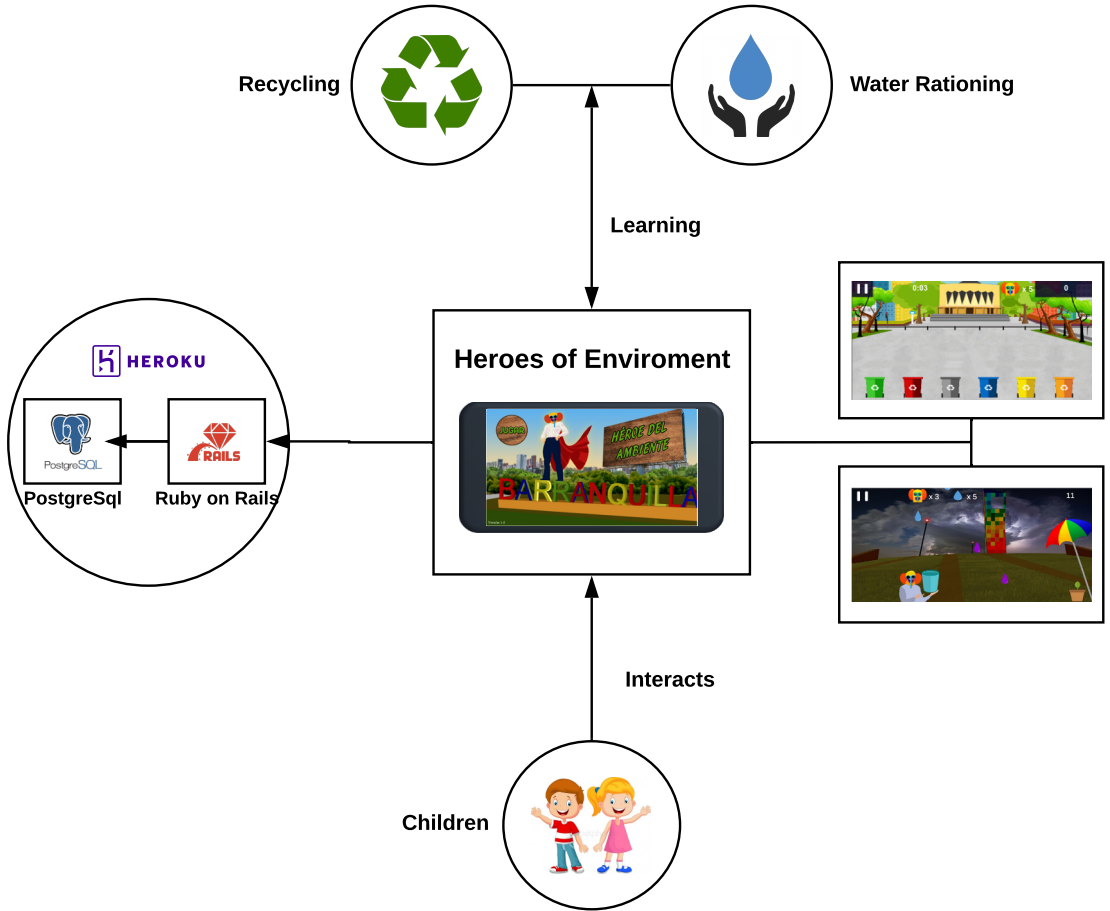 Recycling
Water Rationing
Learning
Heroes of Enviroment
JUGAR
HÉROE DEL
AMBIENTE
BARRANQUILLA
HEROKU
PostgreSQL
RAILS
PostgreSql
Ruby on Rails
0:03
x 5
0
x 3
x 5
11
Interacts
Children